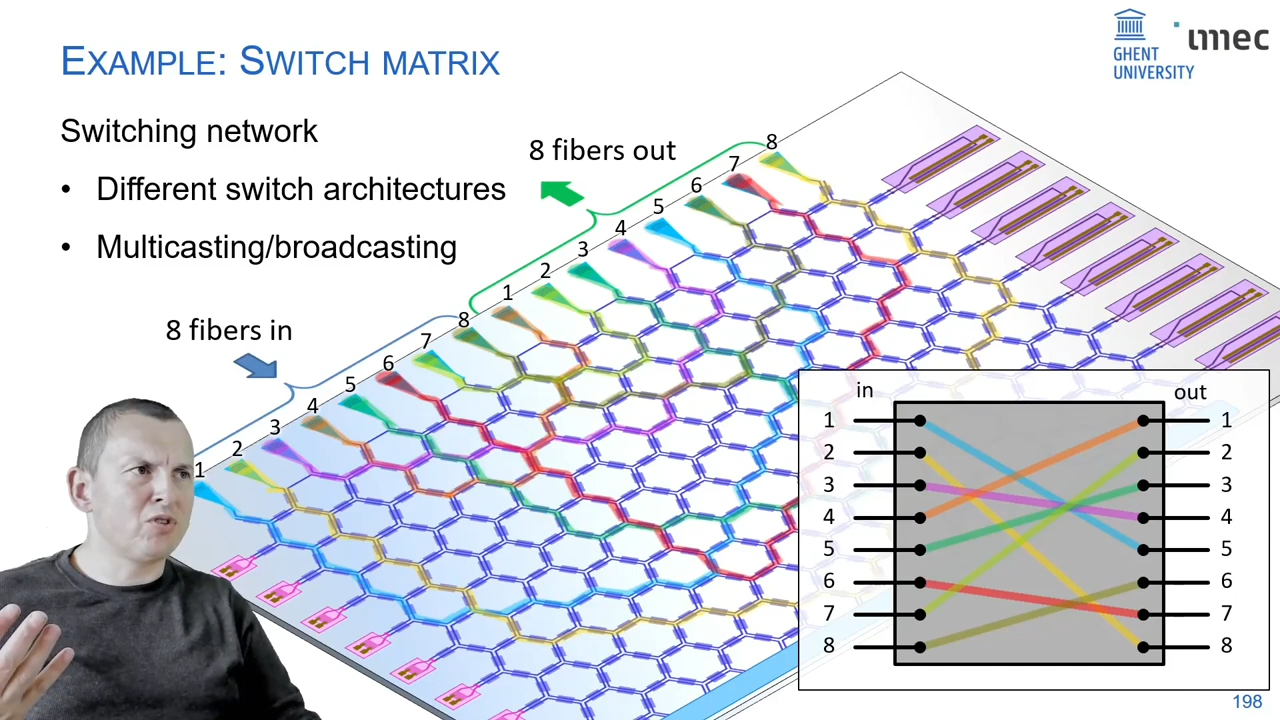 EXAMPLE: SWITCH MATRIX
GHENT
UNIVERSITY
imec
Switching network
• Different switch architectures
• Multicasting/broadcasting
8 fibers out
8 fibers in
1 2 3 4 5 6 7 8
1 2 3 4 5 6 7 8
in out
1 1
2 2
3 3
4 4
5 5
6 6
7 7
8 8
198